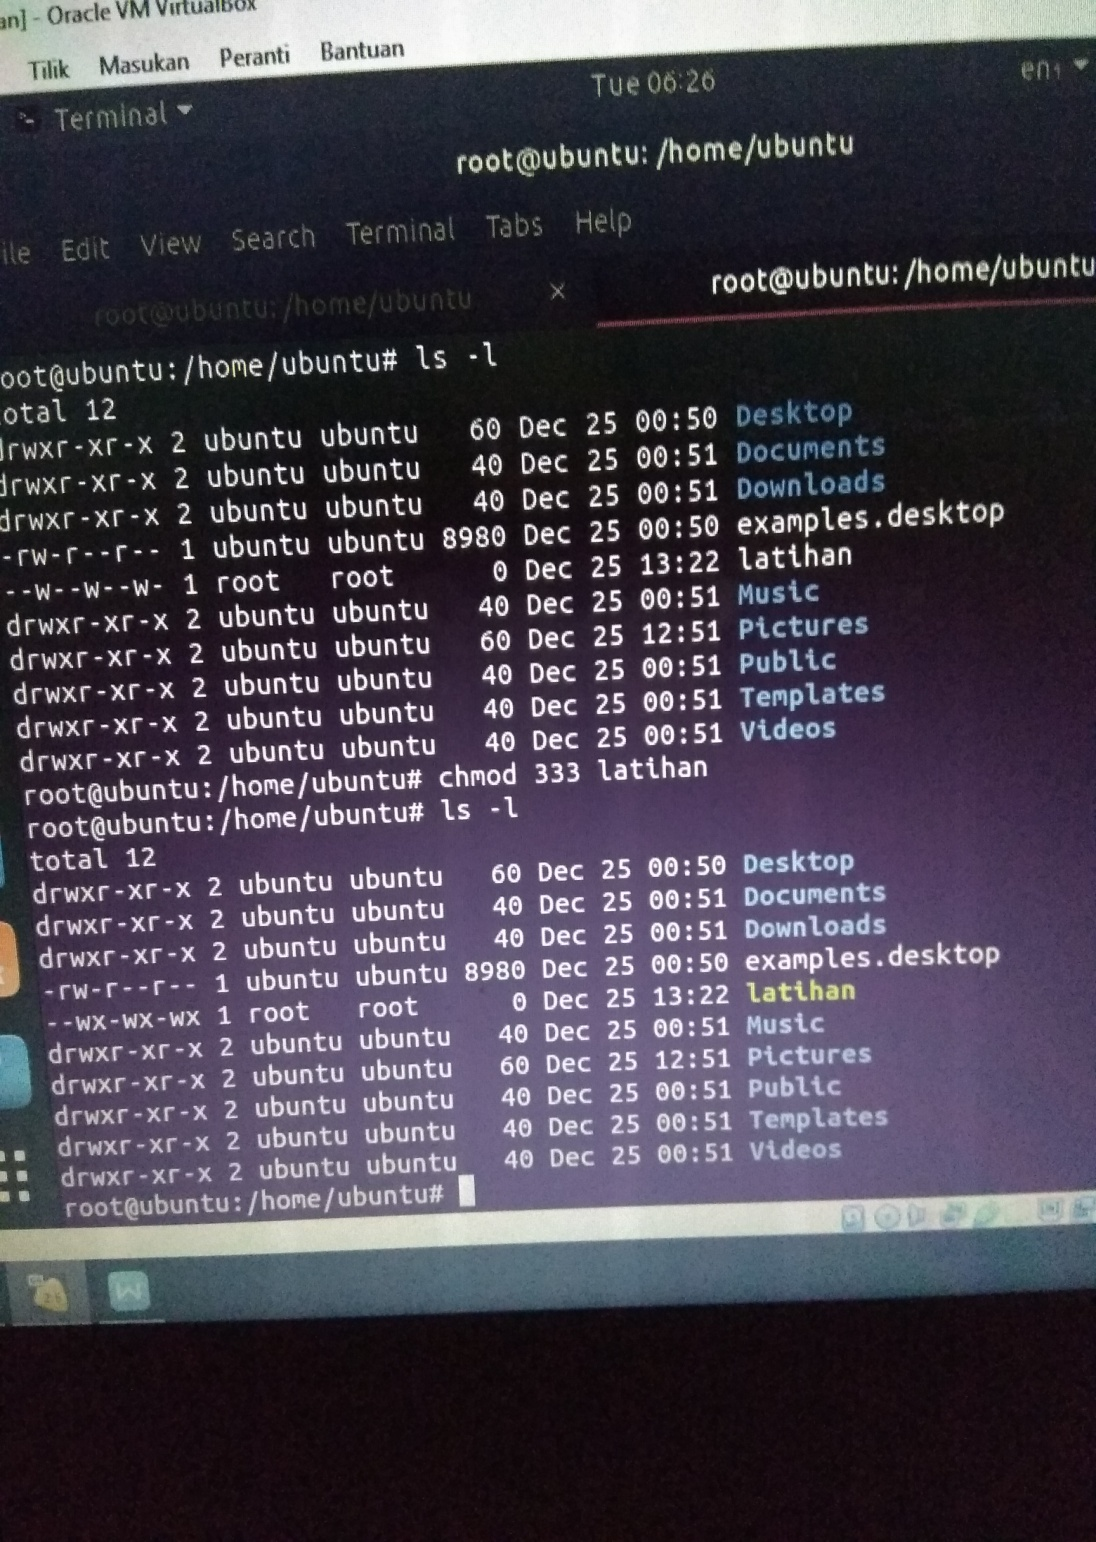 an] - Oracle VM VirtualBox
Tilik Masukan Peranti Bantuan
Terminal Tue 06:26 en1
root@ubuntu: /home/ubuntu
ile Edit View Search Terminal Tabs Help
root@ubuntu: /home/ubuntu × root@ubuntu: /home/ubuntu
oot@ubuntu:/home/ubuntu# ls -l
otal 12
drwxr-xr-x 2 ubuntu ubuntu 60 Dec 25 00:50 Desktop
drwxr-xr-x 2 ubuntu ubuntu 40 Dec 25 00:51 Documents
drwxr-xr-x 2 ubuntu ubuntu 40 Dec 25 00:51 Downloads
-rw-r--r-- 1 ubuntu ubuntu 8980 Dec 25 00:50 examples.desktop
--w--w--w- 1 root root 0 Dec 25 13:22 latihan
drwxr-xr-x 2 ubuntu ubuntu 40 Dec 25 00:51 Music
drwxr-xr-x 2 ubuntu ubuntu 60 Dec 25 12:51 Pictures
drwxr-xr-x 2 ubuntu ubuntu 40 Dec 25 00:51 Public
drwxr-xr-x 2 ubuntu ubuntu 40 Dec 25 00:51 Templates
drwxr-xr-x 2 ubuntu ubuntu 40 Dec 25 00:51 Videos
root@ubuntu:/home/ubuntu# chmod 333 latihan
root@ubuntu:/home/ubuntu# ls -l
total 12
drwxr-xr-x 2 ubuntu ubuntu 60 Dec 25 00:50 Desktop
drwxr-xr-x 2 ubuntu ubuntu 40 Dec 25 00:51 Documents
drwxr-xr-x 2 ubuntu ubuntu 40 Dec 25 00:51 Downloads
-rw-r--r-- 1 ubuntu ubuntu 8980 Dec 25 00:50 examples.desktop
--wx-wx-wx 1 root root 0 Dec 25 13:22 latihan
drwxr-xr-x 2 ubuntu ubuntu 40 Dec 25 00:51 Music
drwxr-xr-x 2 ubuntu ubuntu 60 Dec 25 12:51 Pictures
drwxr-xr-x 2 ubuntu ubuntu 40 Dec 25 00:51 Public
drwxr-xr-x 2 ubuntu ubuntu 40 Dec 25 00:51 Templates
drwxr-xr-x 2 ubuntu ubuntu 40 Dec 25 00:51 Videos
root@ubuntu:/home/ubuntu#